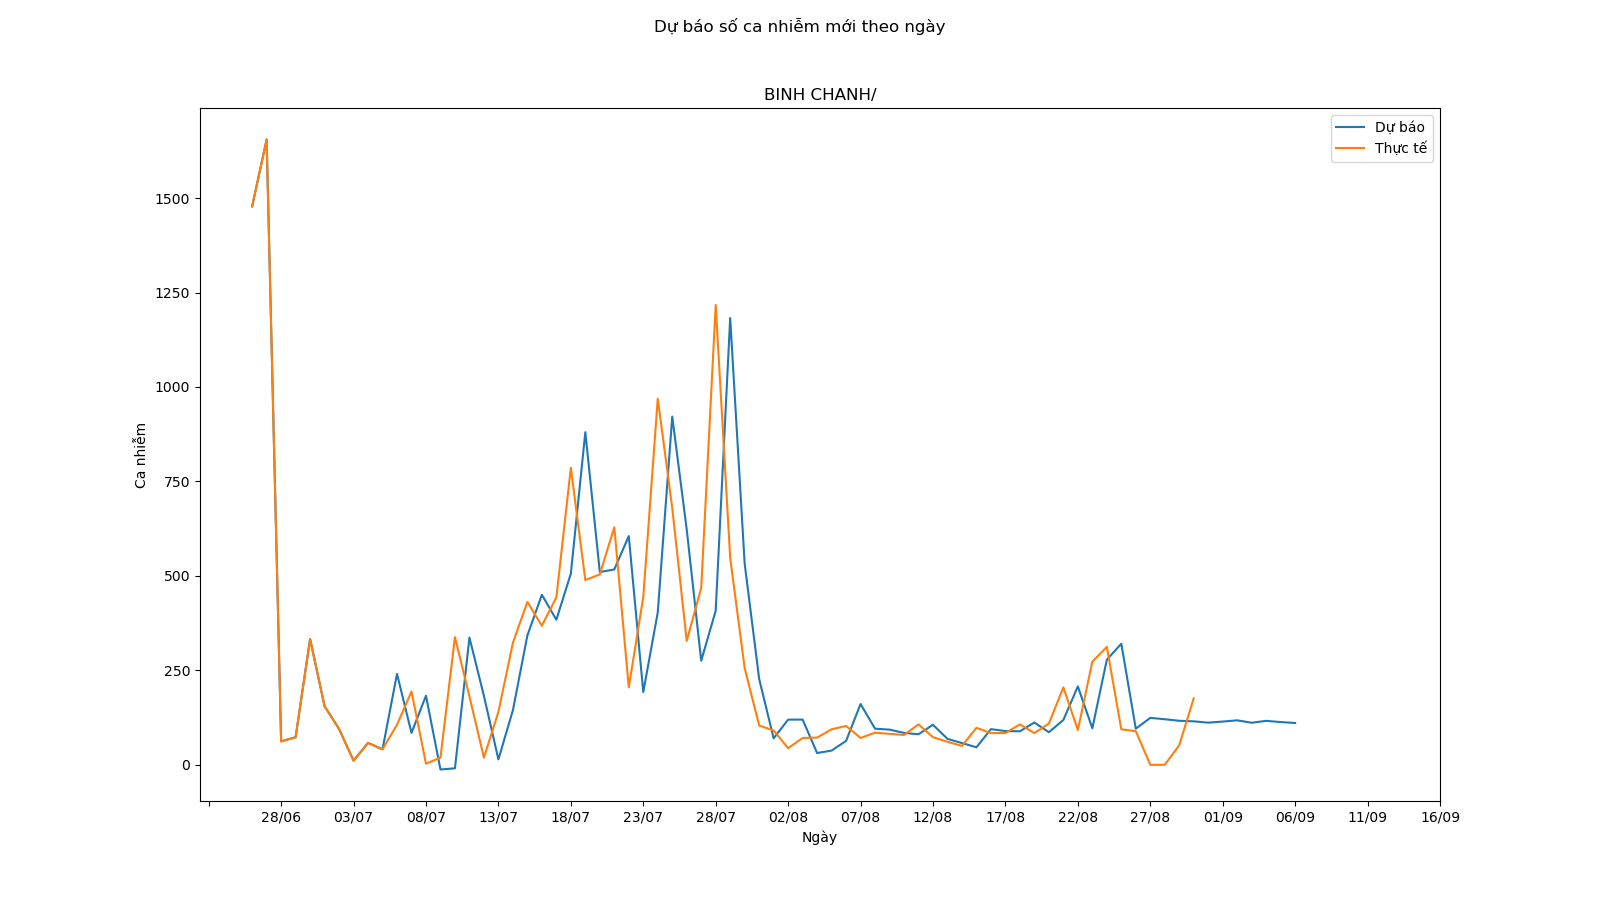 Dự báo số ca nhiễm mới theo ngày
BINH CHANH/
Dự báo
Thực tế
1500
1250
1000
750
500
250
0
Ca nhiễm
28/06 03/07 08/07 13/07 18/07 23/07 28/07 02/08 07/08 12/08 17/08 22/08 27/08 01/09 06/09 11/09 16/09
Ngày